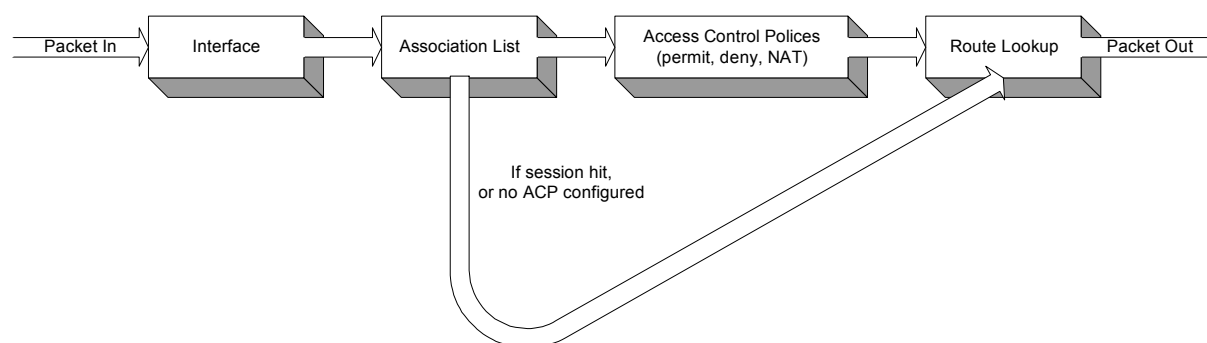 Packet In
Interface
Association List
Access Control Polices
(permit, deny, NAT)
Route Lookup
Packet Out
If session hit,
or no ACP configured